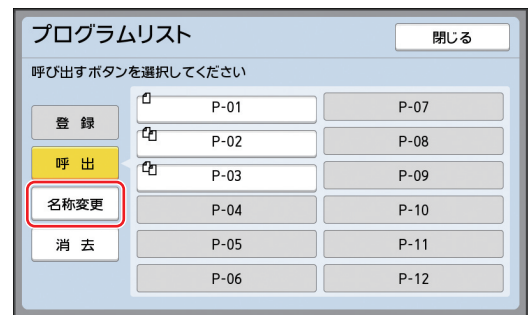 プログラムリスト
閉じる
呼び出すボタンを選択してください
登 録
呼 出
名称変更
消 去
P-01
P-02
P-03
P-04
P-05
P-06
P-07
P-08
P-09
P-10
P-11
P-12